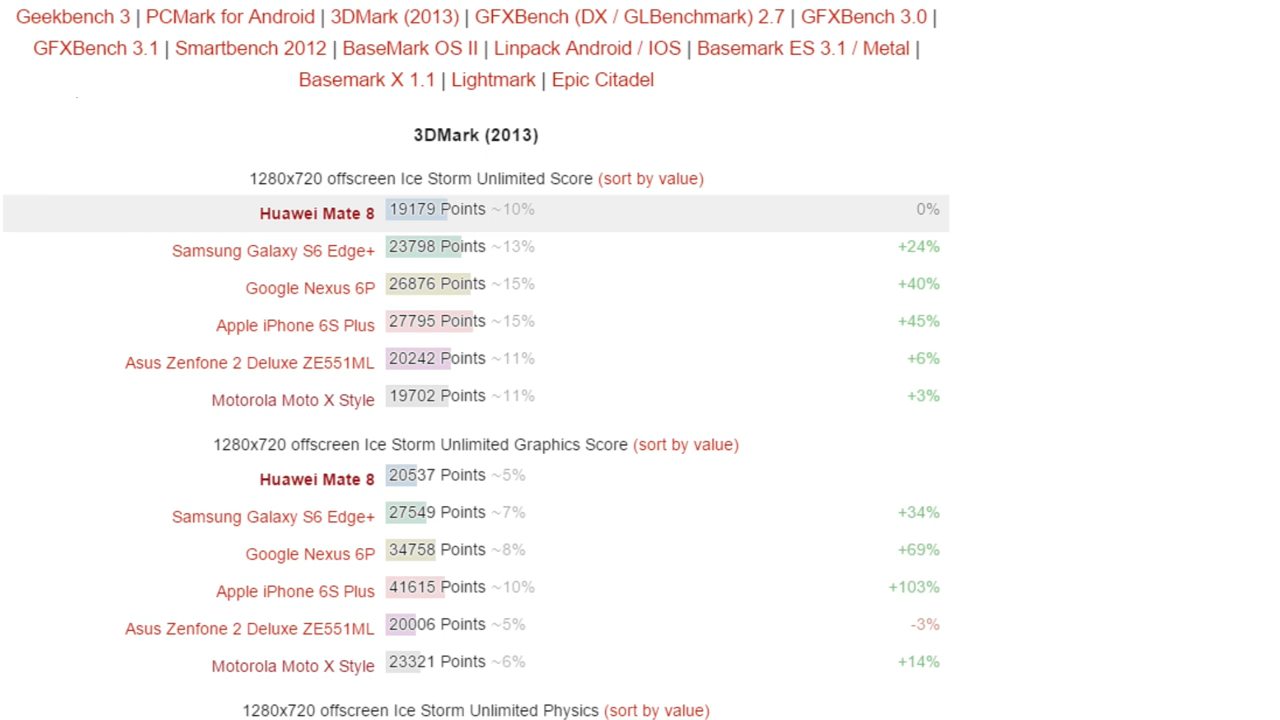 Geekbench 3 | PCMark for Android | 3DMark (2013) | GFXBench (DX / GLBenchmark) 2.7 | GFXBench 3.0 |
GFXBench 3.1 | Smartbench 2012 | BaseMark OS II | Linpack Android / IOS | Basemark ES 3.1 / Metal |
Basemark X 1.1 | Lightmark | Epic Citadel
3DMark (2013)
1280x720 offscreen Ice Storm Unlimited Score (sort by value)
Huawei Mate 8 19179 Points ~10% 0%
Samsung Galaxy S6 Edge+ 23798 Points ~13% +24%
Google Nexus 6P 26876 Points ~15% +40%
Apple iPhone 6S Plus 27795 Points ~15% +45%
Asus Zenfone 2 Deluxe ZE551ML 20242 Points ~11% +6%
Motorola Moto X Style 19702 Points ~11% +3%
1280x720 offscreen Ice Storm Unlimited Graphics Score (sort by value)
Huawei Mate 8 20537 Points ~5%
Samsung Galaxy S6 Edge+ 27549 Points ~7% +34%
Google Nexus 6P 34758 Points ~8% +69%
Apple iPhone 6S Plus 41615 Points ~10% +103%
Asus Zenfone 2 Deluxe ZE551ML 20006 Points ~5% -3%
Motorola Moto X Style 23321 Points ~6% +14%
1280x720 offscreen Ice Storm Unlimited Physics (sort by value)